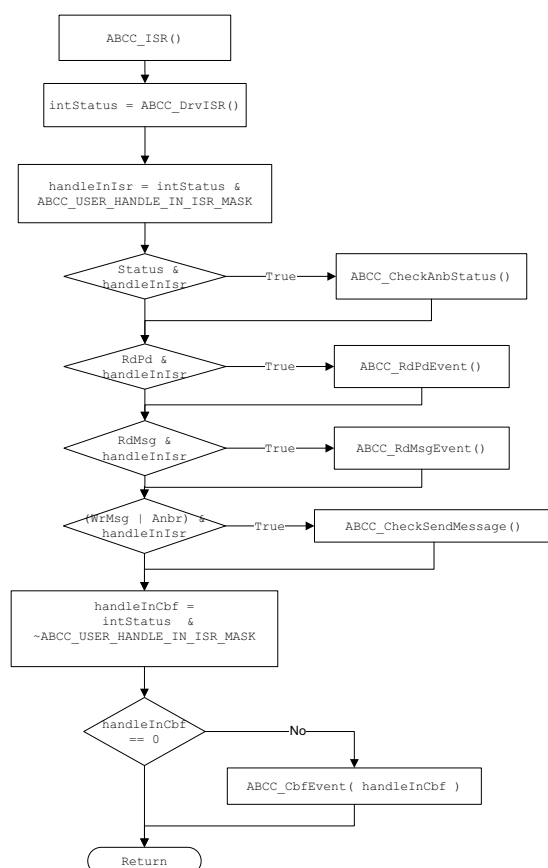 ABCC_ISR()
intStatus = ABCC_DrvISR()
handleInIsr = intStatus &
ABCC_USER_HANDLE_IN_ISR_MASK
Status &
handleInIsr
True
ABCC_CheckAnbStatus()
RdPd &
handleInIsr
True
ABCC_RdPdEvent()
RdMsg &
handleInIsr
True
ABCC_RdMsgEvent()
(WrMsg | Anbr) &
handleInIsr
True
ABCC_CheckSendMessage()
handleInCbf =
intStatus &
~ABCC_USER_HANDLE_IN_ISR_MASK
handleInCbf
== 0
No
ABCC_CbfEvent( handleInCbf )
Return